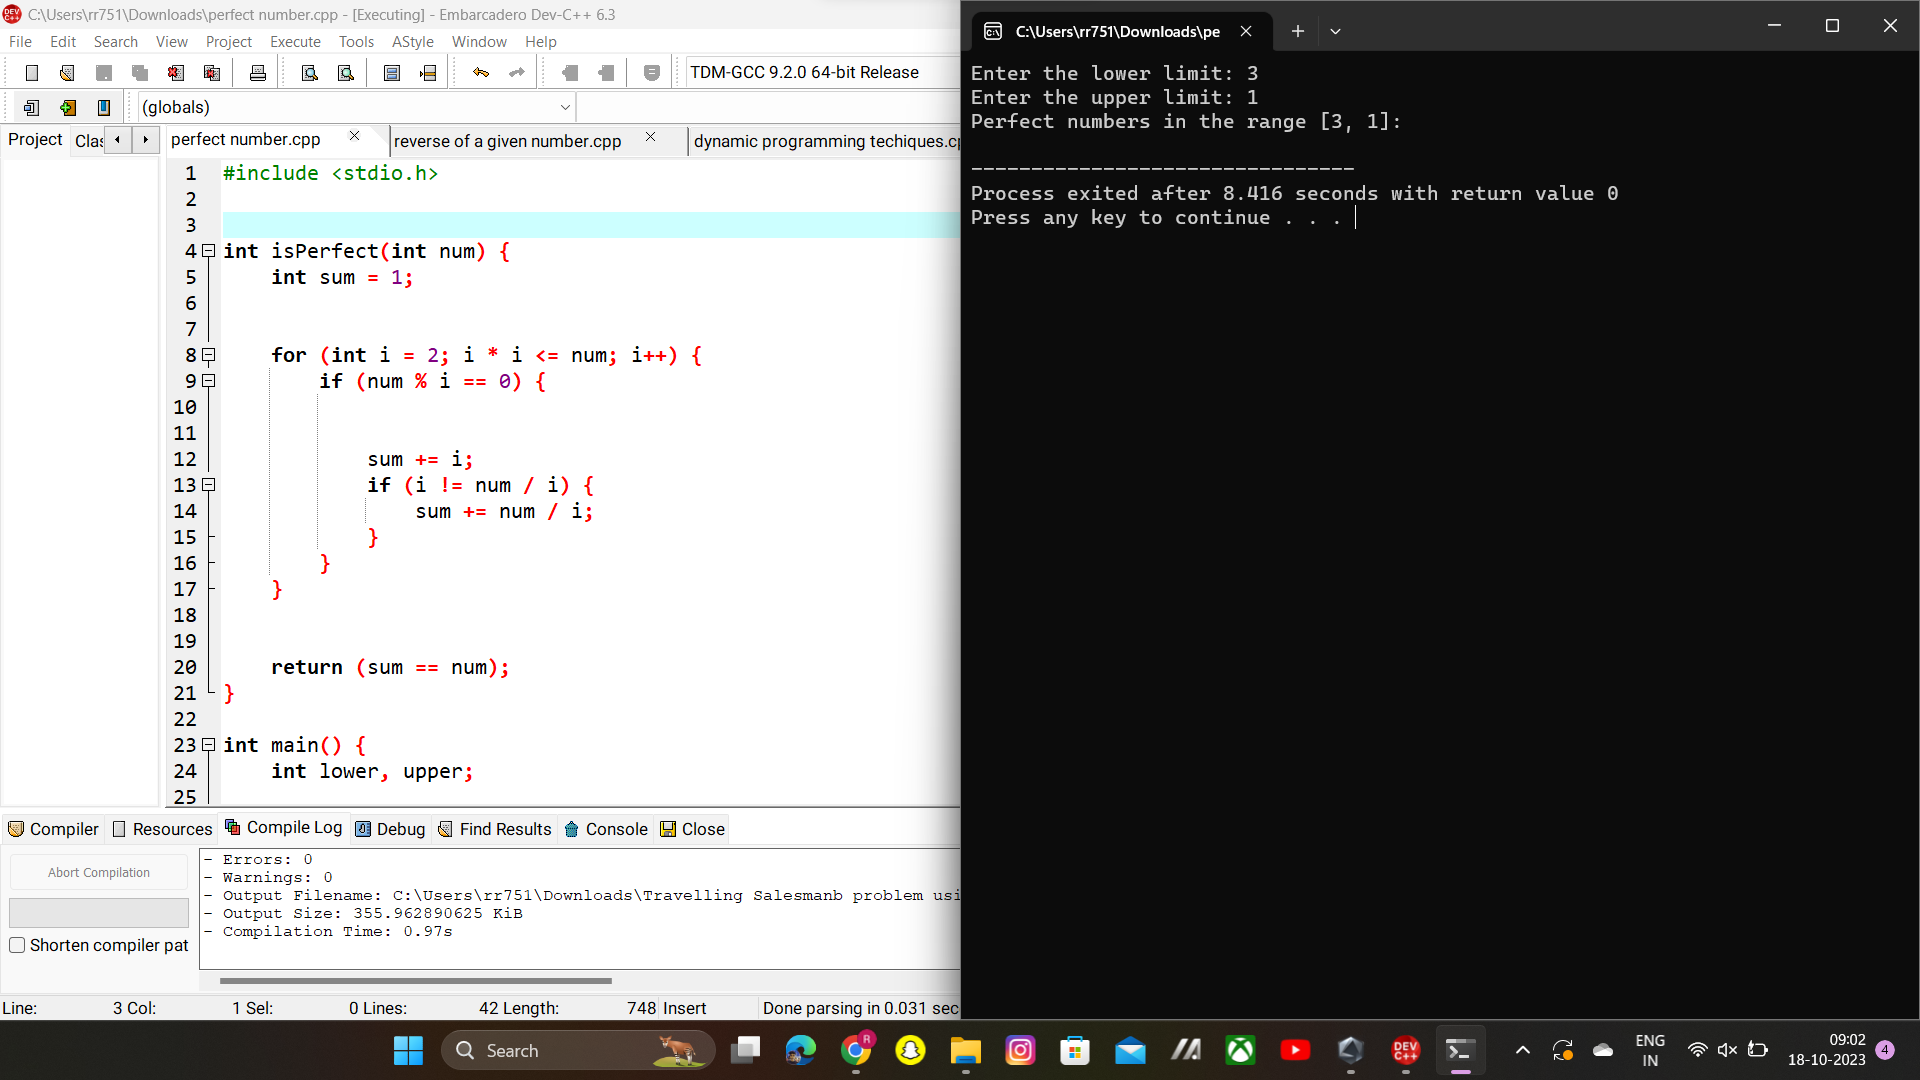 C:\Users\rr751\Downloads\perfect number.cpp - [Executing] - Embarcadero Dev-C++ 6.3
File Edit Search View Project Execute Tools AStyle Window Help
TDM-GCC 9.2.0 64-bit Release
(globals)
Project Clas
perfect number.cpp reverse of a given number.cpp dynamic programming techiques.cp
1 #include <stdio.h>
2
3
4 int isPerfect(int num) {
5 int sum = 1;
6
7
8 for (int i = 2; i * i <= num; i++) {
9 if (num % i == 0) {
10
11
12 sum += i;
13 if (i != num / i) {
14 sum += num / i;
15 }
16 }
17 }
18
19
20 return (sum == num);
21 }
22
23 int main() {
24 int lower, upper;
25
Compiler Resources Compile Log Debug Find Results Console Close
Abort Compilation
Shorten compiler pat
- Errors: 0
- Warnings: 0
- Output Filename: C:\Users\rr751\Downloads\Travelling Salesmanb problem usi
- Output Size: 355.962890625 KiB
- Compilation Time: 0.97s
Line: 3 Col: 1 Sel: 0 Lines: 42 Length: 748 Insert Done parsing in 0.031 sec
C:\Users\rr751\Downloads\pe
Enter the lower limit: 3
Enter the upper limit: 1
Perfect numbers in the range [3, 1]:
--------------------------------
Process exited after 8.416 seconds with return value 0
Press any key to continue . . .
Search
R
DEV C++
ENG
IN
09:02
18-10-2023
4